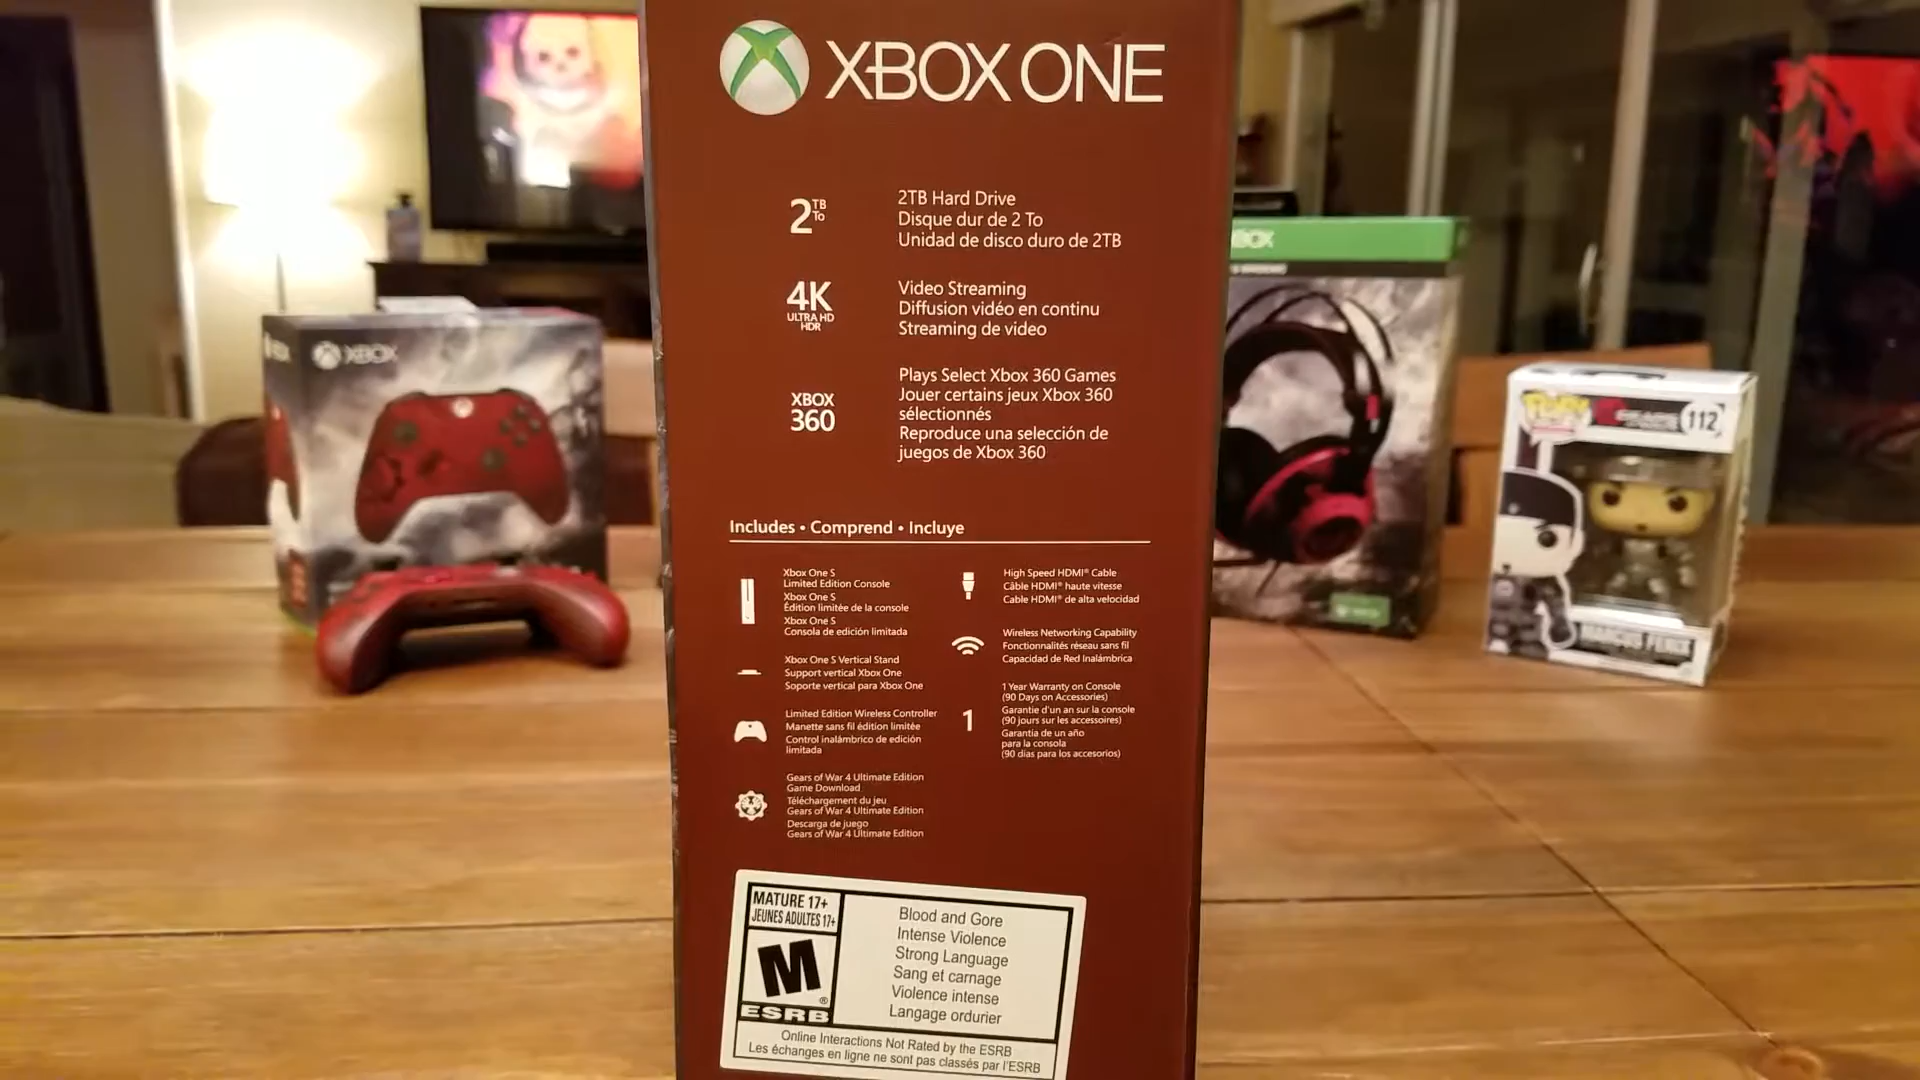 XBOX ONE
2 TB To
2TB Hard Drive
Disque dur de 2 To
Unidad de disco duro de 2TB
4K
ULTRA HD
HDR
Video Streaming
Diffusion vidéo en continu
Streaming de video
XBOX
360
Plays Select Xbox 360 Games
Jouer certains jeux Xbox 360
sélectionnés
Reproduce una selección de
juegos de Xbox 360
Includes • Comprend • Incluye
Xbox One S
Limited Edition Console
Xbox One S
Édition limitée de la console
Xbox One S
Consola de edición limitada
Xbox One S Vertical Stand
Support vertical Xbox One
Soporte vertical para Xbox One
Limited Edition Wireless Controller
Manette sans fil édition limitée
Control inalámbrico de edición
limitada
Gears of War 4 Ultimate Edition
Game Download
Téléchargement du jeu
Gears of War 4 Ultimate Edition
Descarga de juego
Gears of War 4 Ultimate Edition
High Speed HDMI® Cable
Câble HDMI® haute vitesse
Cable HDMI® de alta velocidad
Wireless Networking Capability
Fonctionnalités réseau sans fil
Capacidad de Red Inalámbrica
1
1 Year Warranty on Console
(90 Days on Accessories)
Garantie d'un an sur la console
(90 jours sur les accessoires)
Garantía de un año
para la consola
(90 días para los accesorios)
MATURE 17+
JEUNES ADULTES 17+
M
®
ESRB
Blood and Gore
Intense Violence
Strong Language
Sang et carnage
Violence intense
Langage ordurier
Online Interactions Not Rated by the ESRB
Les échanges en ligne ne sont pas classés par l'ESRB
XBOX
XBOX
POP!
GEARS
112
MARCUS FENIX